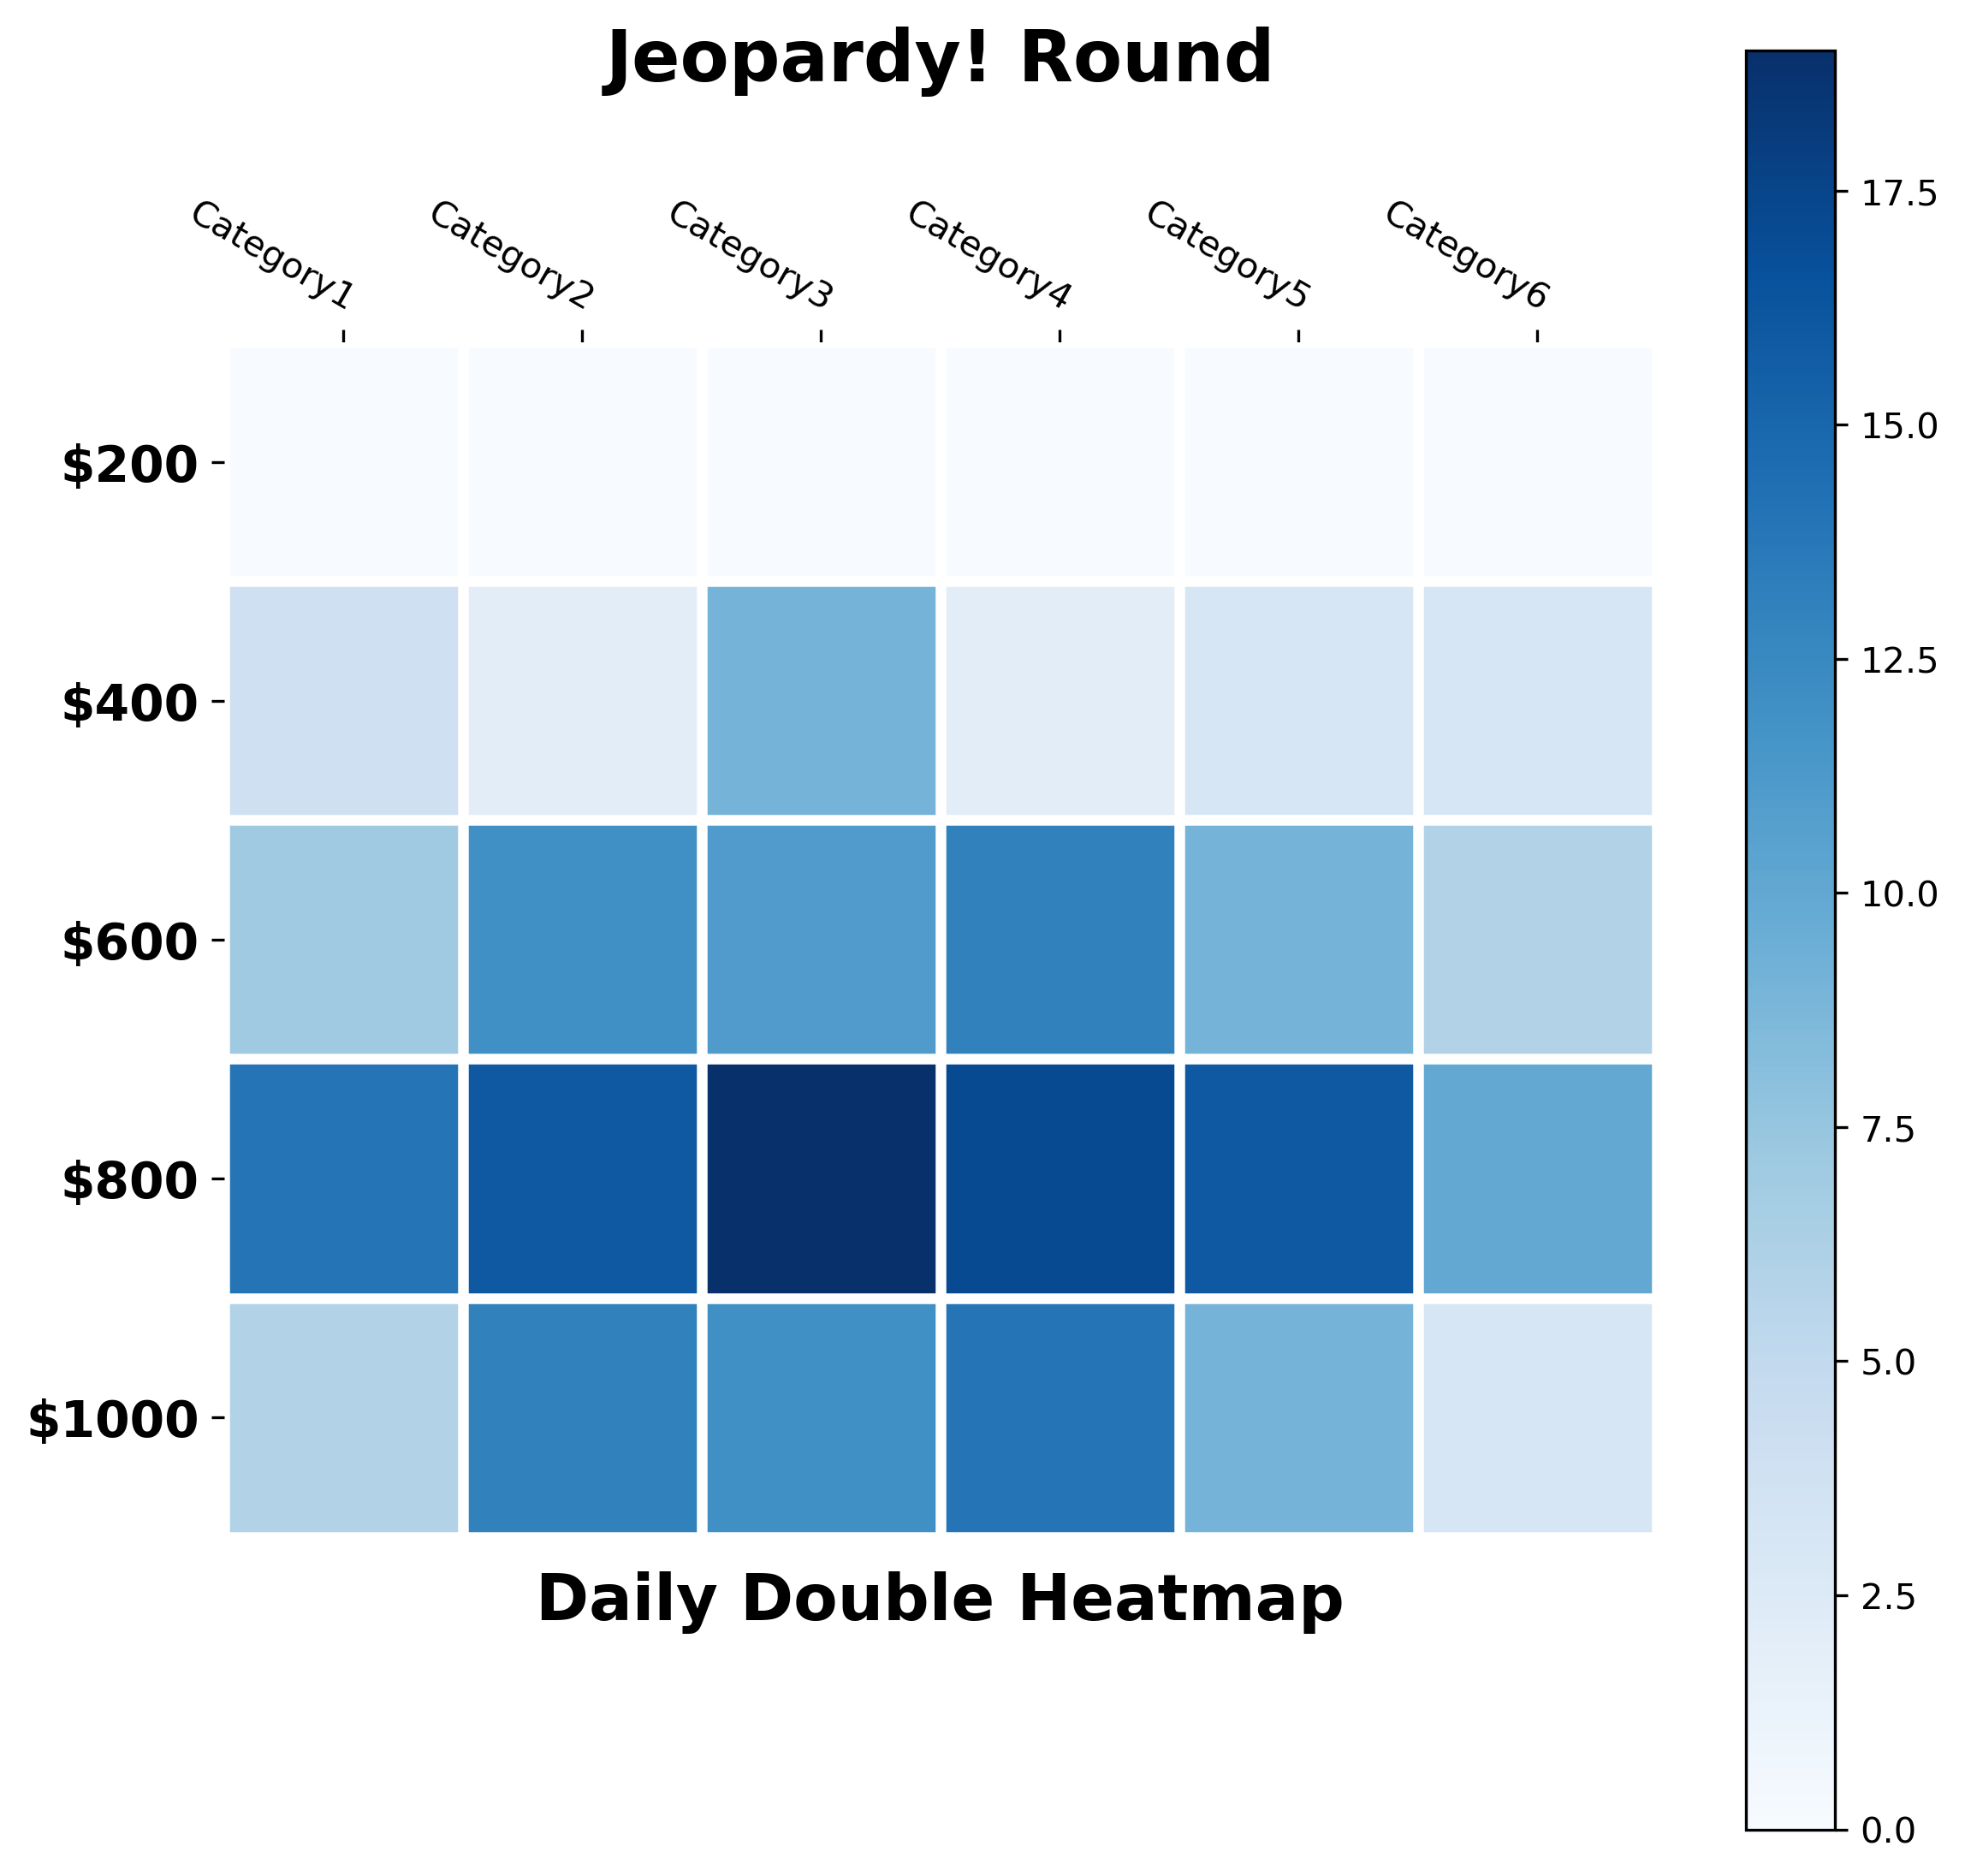 Jeopardy! Round
Category1
Category2
Category3
Category4
Category5
Category6
$200
$400
$600
$800
$1000
Daily Double Heatmap
17.5
15.0
12.5
10.0
7.5
5.0
2.5
0.0